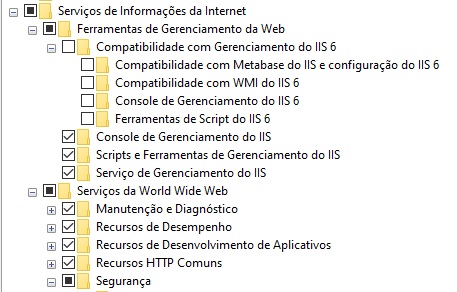 Serviços de Informações da Internet
Ferramentas de Gerenciamento da Web
Compatibilidade com Gerenciamento do IIS 6
Compatibilidade com Metabase do IIS e configuração do IIS 6
Compatibilidade com WMI do IIS 6
Console de Gerenciamento do IIS 6
Ferramentas de Script do IIS 6
Console de Gerenciamento do IIS
Scripts e Ferramentas de Gerenciamento do IIS
Serviço de Gerenciamento do IIS
Serviços da World Wide Web
Manutenção e Diagnóstico
Recursos de Desempenho
Recursos de Desenvolvimento de Aplicativos
Recursos HTTP Comuns
Segurança